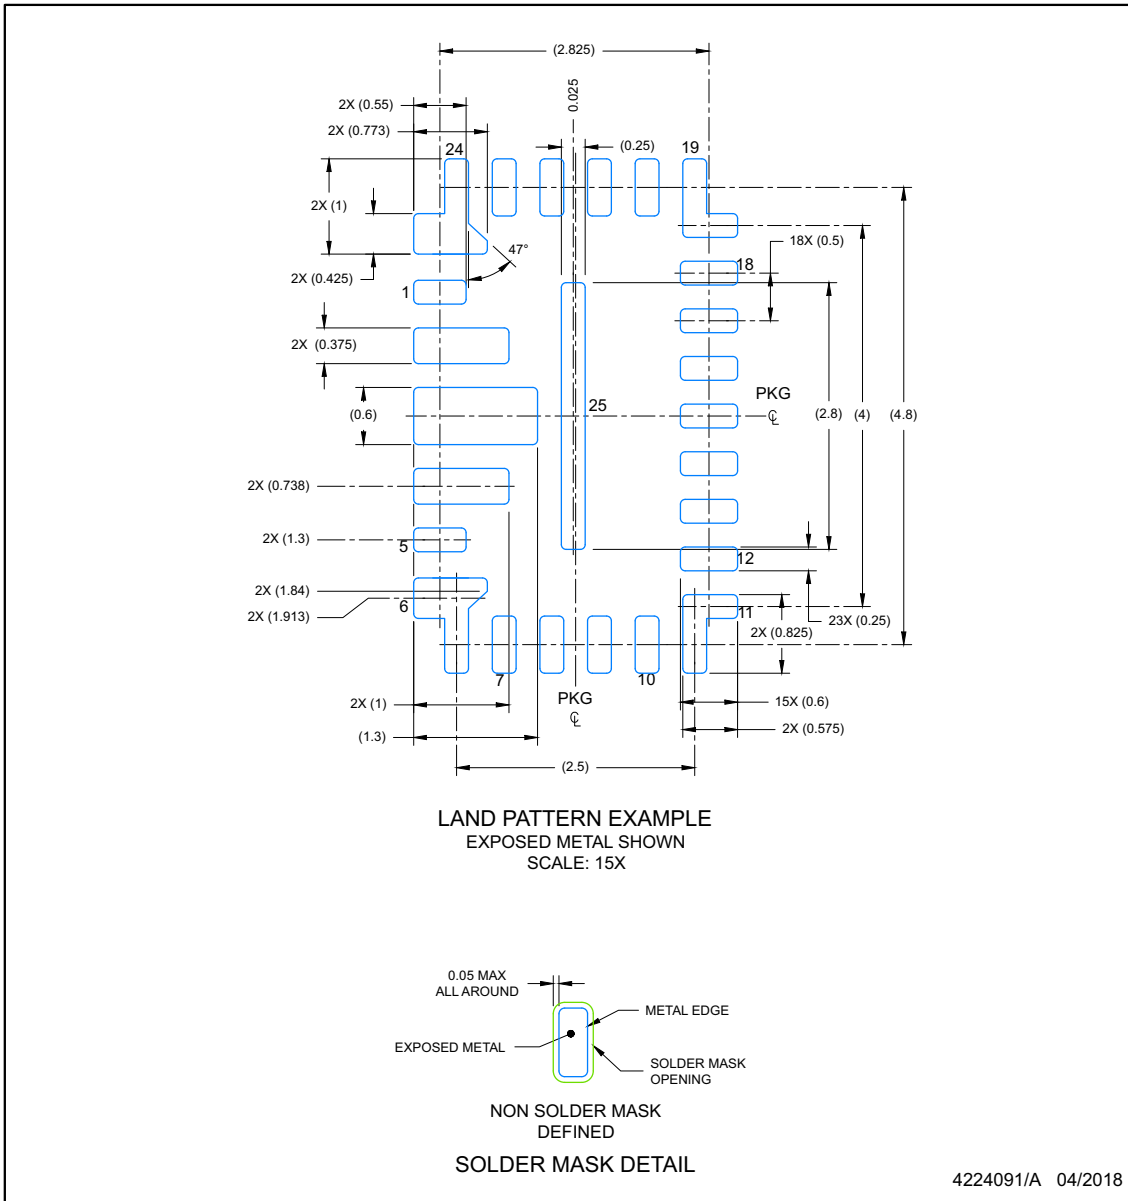 (2.825)
0.025
2X (0.55)
2X (0.773)
24
(0.25)
19
2X (1)
18X (0.5)
47°
18
2X (0.425)
1
2X (0.375)
PKG
℄
25
(0.6)
(2.8)
(4)
(4.8)
2X (0.738)
2X (1.3)
5
12
2X (1.84)
6
2X (1.913)
11
23X (0.25)
2X (0.825)
7
10
2X (1)
PKG
℄
15X (0.6)
2X (0.575)
(1.3)
(2.5)
LAND PATTERN EXAMPLE
EXPOSED METAL SHOWN
SCALE: 15X
0.05 MAX
ALL AROUND
METAL EDGE
EXPOSED METAL
SOLDER MASK
OPENING
NON SOLDER MASK
DEFINED
SOLDER MASK DETAIL
4224091/A 04/2018